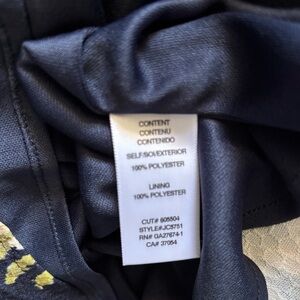 CONTENT
CONTENU
CONTENIDO
SELF/SOI/EXTERIOR
100% POLYESTER
LINING
100% POLYESTER
CUT# 605504
STYLE#JC5751
RN# GA27674-1
CA# 37054